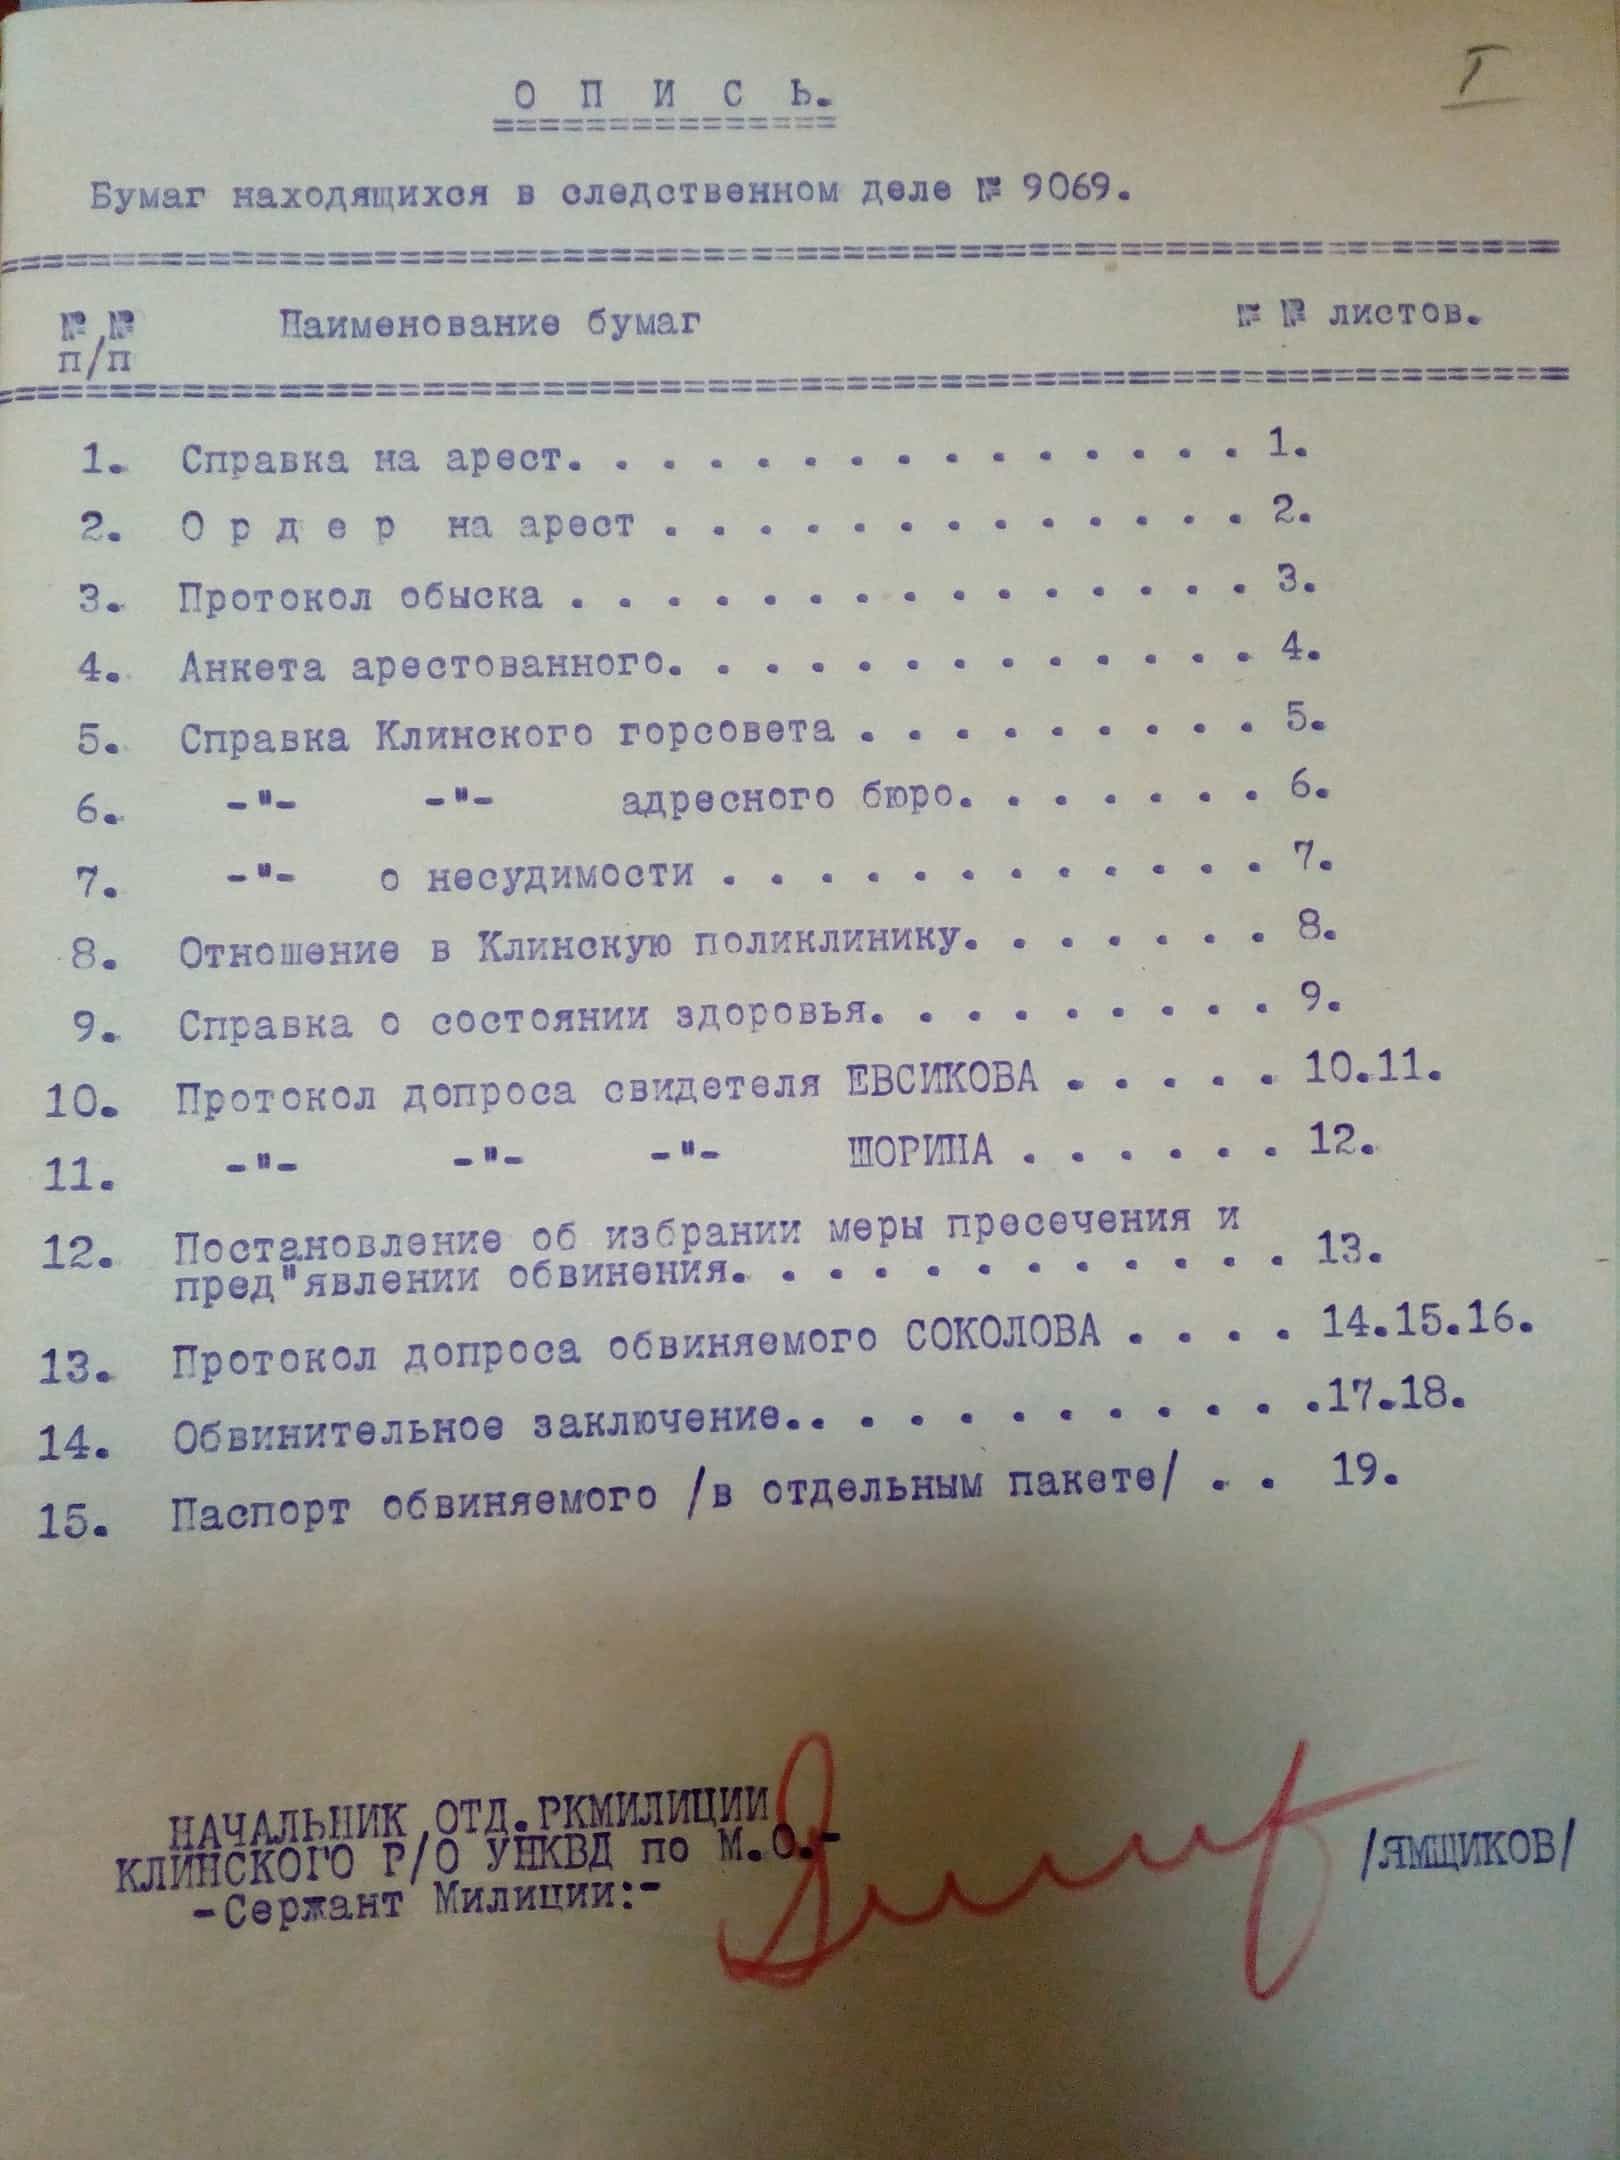 I
О П И С Ь.
===============
Бумаг находящихся в следственном деле № 9069.
№ № Наименование бумаг № № листов.
п/п
1. Справка на арест. . . . . . . . . . . . . . . 1.
2. О р д е р на арест . . . . . . . . . . . . . 2.
3. Протокол обыска . . . . . . . . . . . . . . . 3.
4. Анкета арестованного. . . . . . . . . . . . . 4.
5. Справка Клинского горсовета . . . . . . . . . 5.
6. -"- -"- адресного бюро. . . . . . . 6.
7. -"- о несудимости . . . . . . . . . . . . 7.
8. Отношение в Клинскую поликлинику. . . . . . . 8.
9. Справка о состоянии здоровья. . . . . . . . . 9.
10. Протокол допроса свидетеля ЕВСИКОВА . . . . . 10.11.
11. -"- -"- -"- ШОРИНА . . . . . . 12.
12. Постановление об избрании меры пресечения и
пред"явлении обвинения. . . . . . . . . . . . 13.
13. Протокол допроса обвиняемого СОКОЛОВА . . . . 14.15.16.
14. Обвинительное заключение.. . . . . . . . . . .17.18.
15. Паспорт обвиняемого /в отдельным пакете/ . . 19.
НАЧАЛЬНИК ОТД.РКМИЛИЦИИ
КЛИНСКОГО Р/О УНКВД по М.О.- /ЯМЩИКОВ/
-Сержант Милиции:-